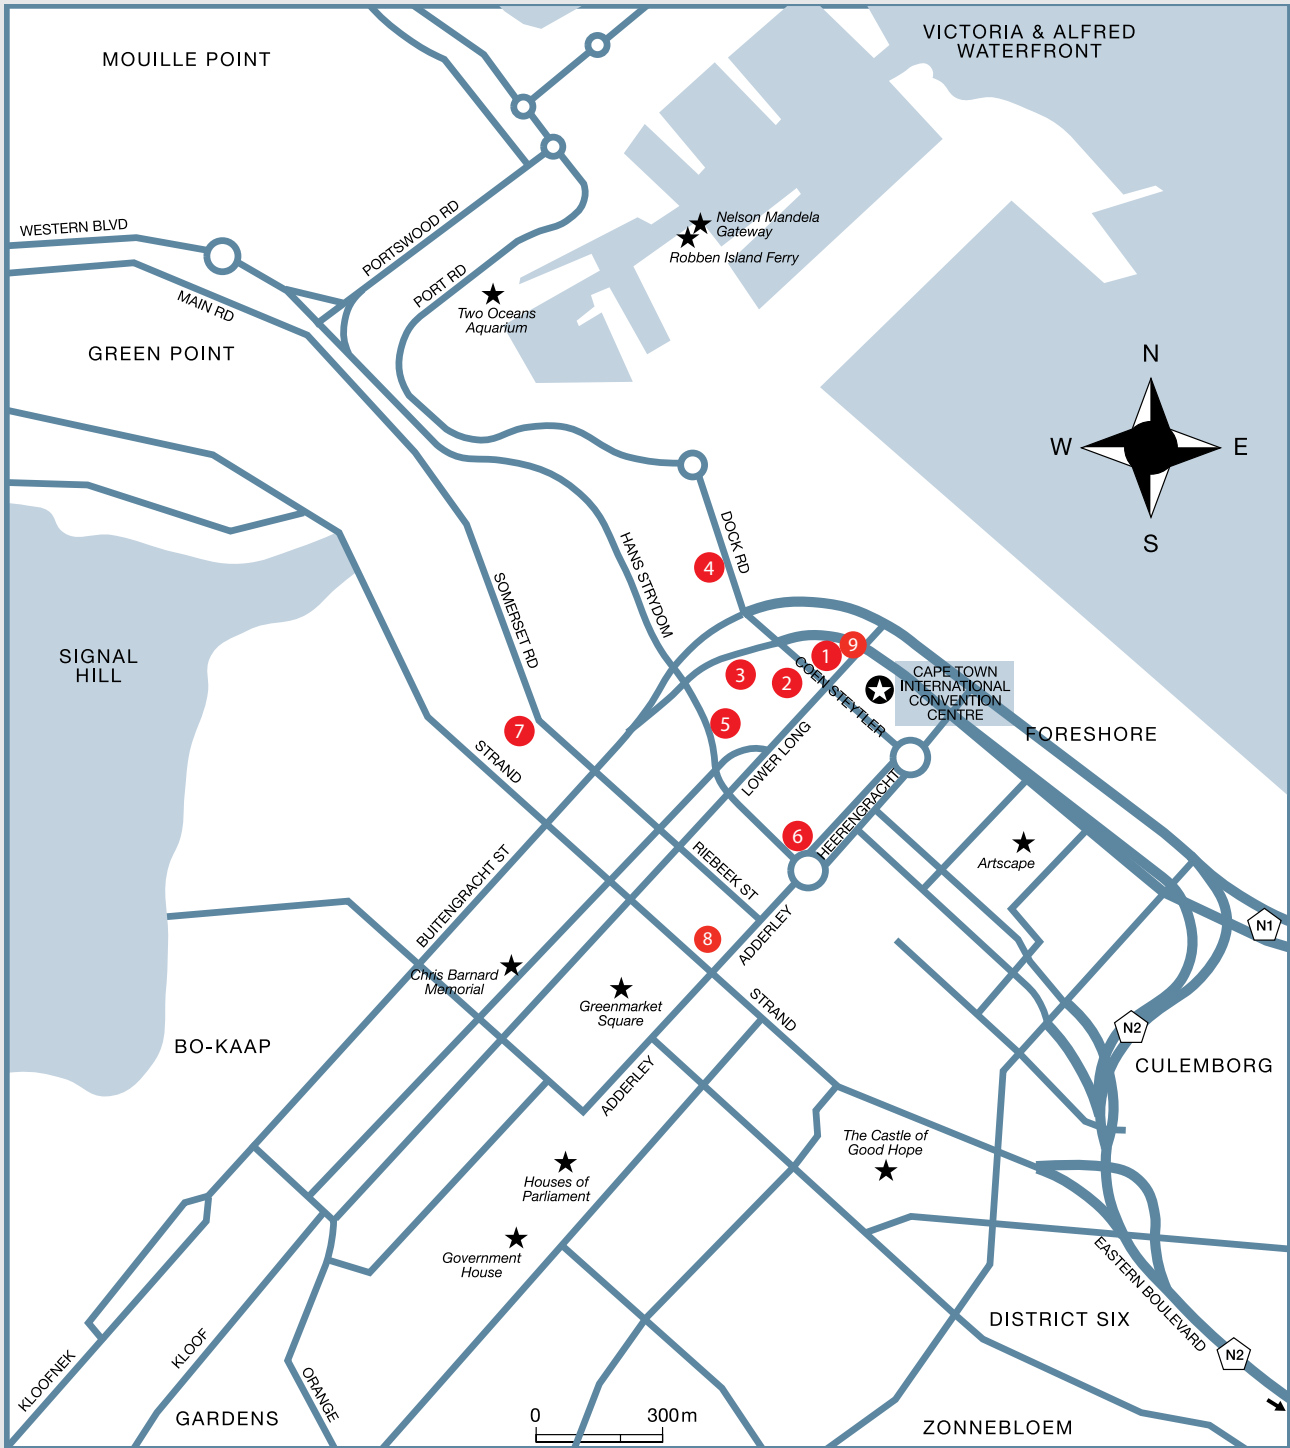 VICTORIA & ALFRED
WATERFRONT
MOUILLE POINT
WESTERN BLVD
PORTSWOOD RD
Nelson Mandela
Gateway
Robben Island Ferry
PORT RD
MAIN RD
Two Oceans
Aquarium
GREEN POINT
N
W
E
S
DOCK RD
HANS STRYDOM
4
SOMERSET RD
SIGNAL
HILL
9
1
3
2
COEN STEYTLER
CAPE TOWN
INTERNATIONAL
CONVENTION
CENTRE
5
7
FORESHORE
STRAND
LOWER LONG
HEERENGRACHT
6
Artscape
RIEBEEK ST
BUITENGRACHT ST
N1
8
ADDERLEY
Chris Barnard
Memorial
Greenmarket
Square
STRAND
N2
BO-KAAP
CULEMBORG
ADDERLEY
The Castle of
Good Hope
Houses of
Parliament
Government
House
EASTERN BOULEVARD
DISTRICT SIX
N2
KLOOFNEK
KLOOF
ORANGE
GARDENS
0
300m
ZONNEBLOEM